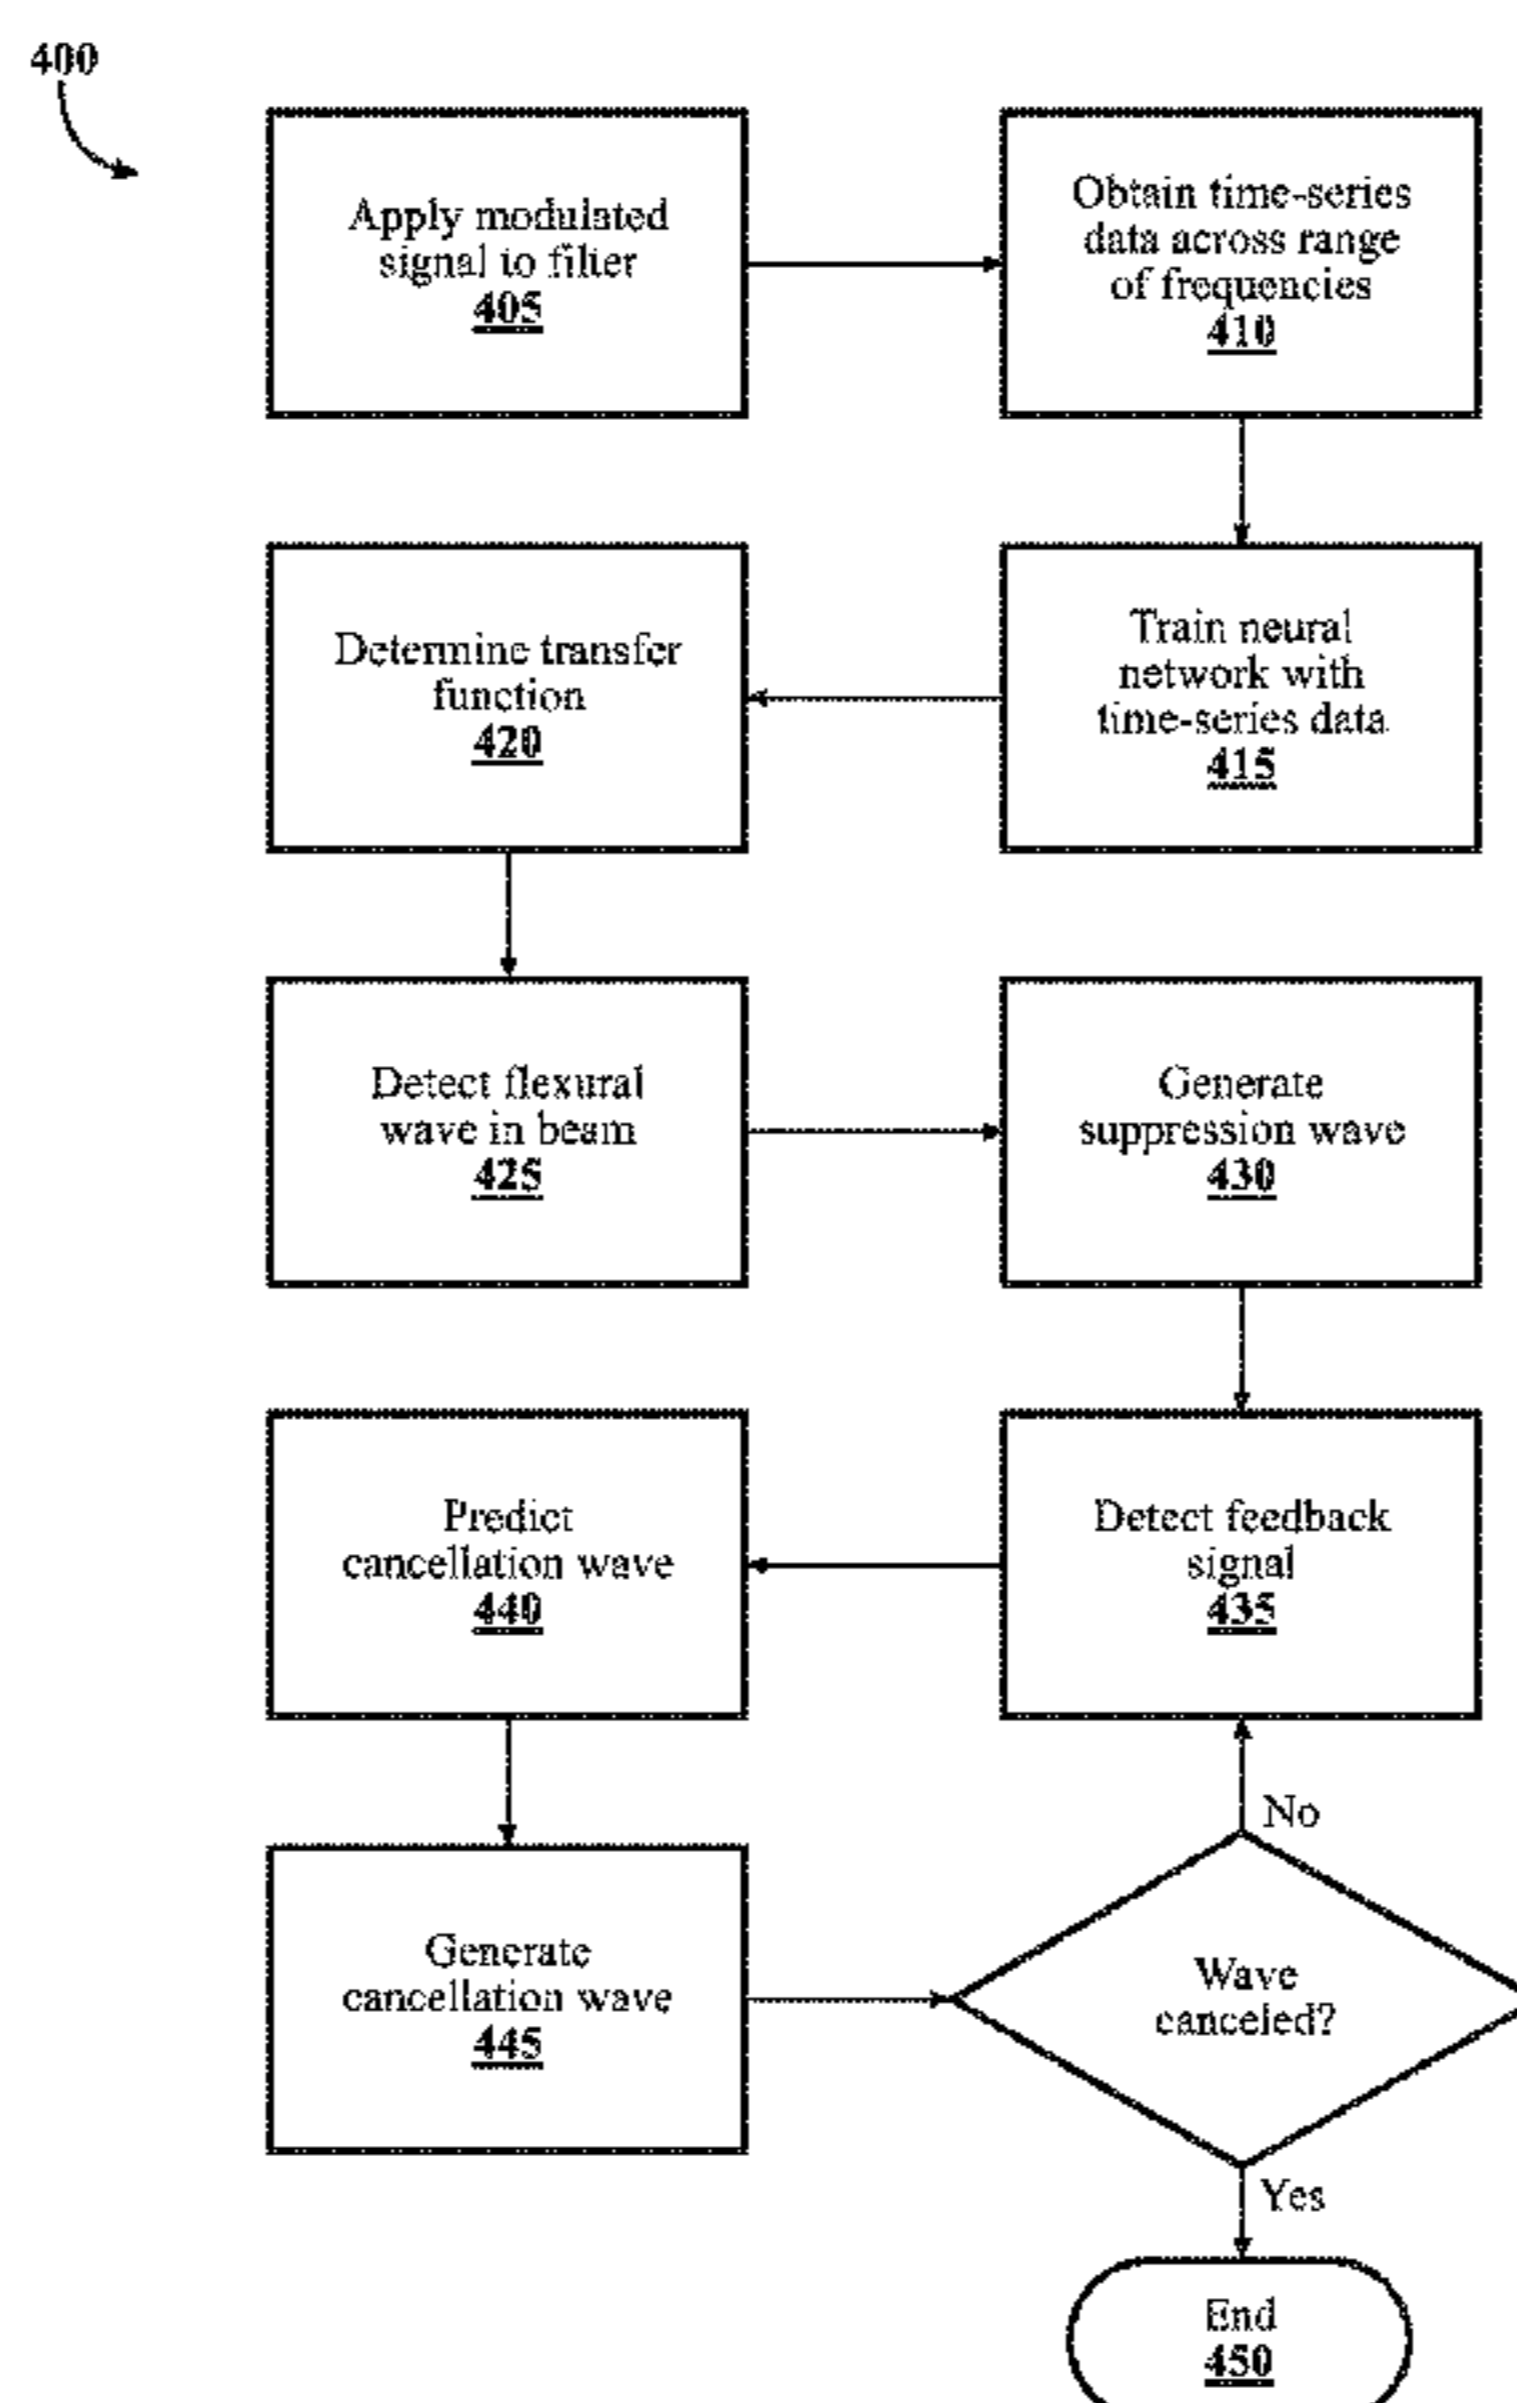 400
Apply modulated
signal to filter
405
Obtain time-series
data across range
of frequencies
410
Train neural
network with
time-series data
415
Determine transfer
function
420
Detect flexural
wave in beam
425
Generate
suppression wave
430
Detect feedback
signal
435
Predict
cancellation wave
440
Generate
cancellation wave
445
Wave
canceled?
No
Yes
End
450